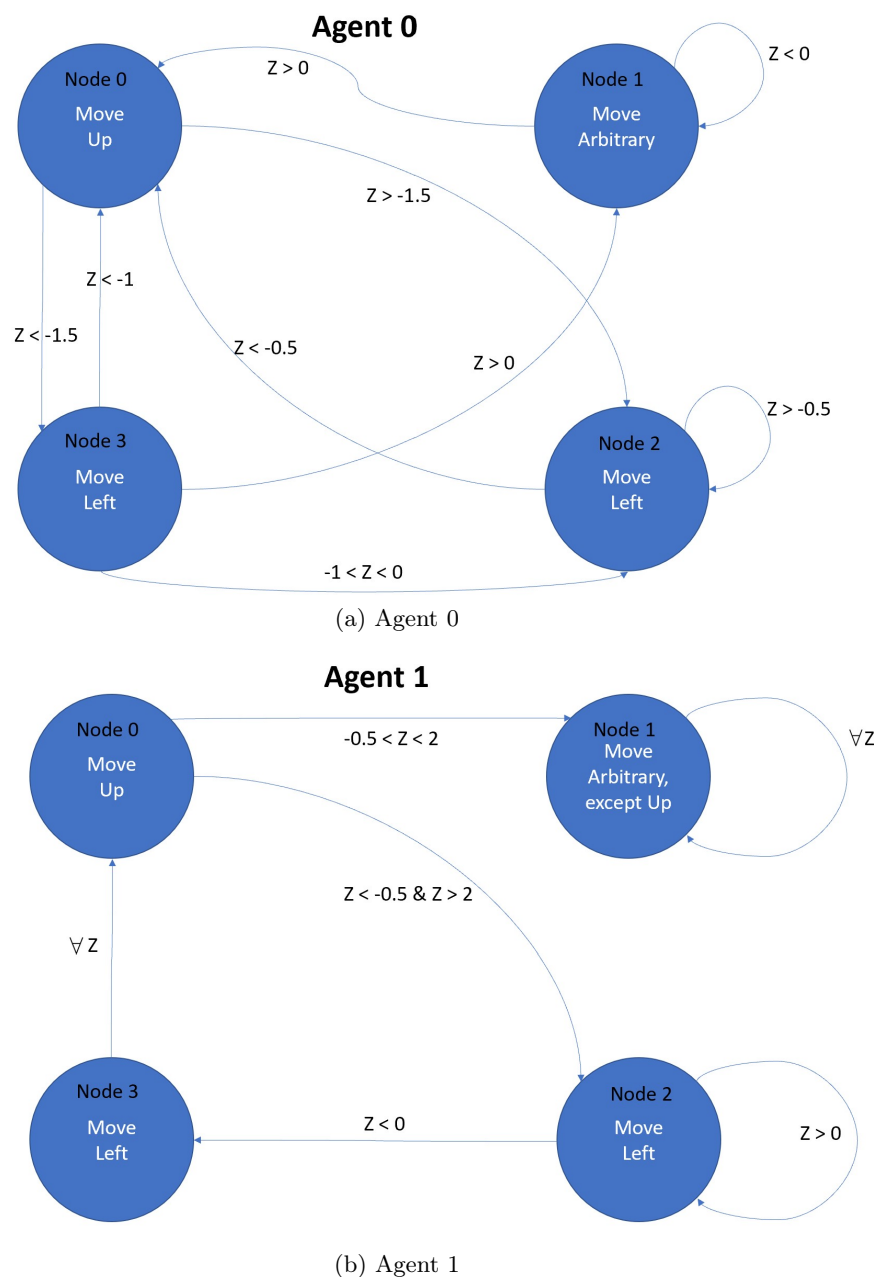 Agent 0
Node 0
Move
Up
Z > 0
Node 1
Move
Arbitrary
Z < 0
Z > -1.5
Z < -1
Z < -1.5
Z < -0.5
Z > 0
Z > -0.5
Node 3
Move
Left
Node 2
Move
Left
-1 < Z < 0
(a) Agent 0
Agent 1
Node 0
Move
Up
-0.5 < Z < 2
Node 1
Move
Arbitrary,
except Up
∀Z
Z < -0.5 & Z > 2
∀ Z
Node 3
Move
Left
Z < 0
Node 2
Move
Left
Z > 0
(b) Agent 1